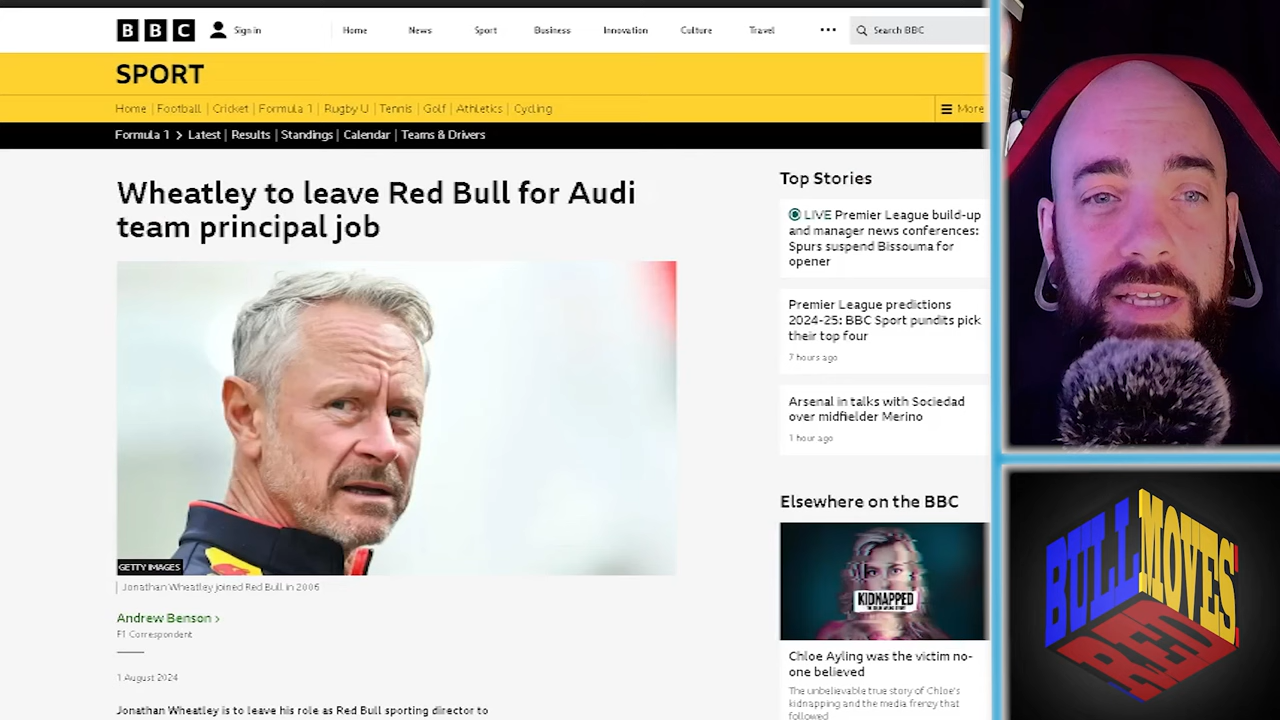 BBC
Sign in
Home
News
Sport
Business
Innovation
Culture
Travel
Search BBC
SPORT
Home
Football
Cricket
Formula 1
Rugby U
Tennis
Golf
Athletics
Cycling
More
Formula 1
Latest
Results
Standings
Calendar
Teams & Drivers
Wheatley to leave Red Bull for Audi
team principal job
GETTY IMAGES
Jonathan Wheatley joined Red Bull in 2006
Andrew Benson
F1 Correspondent
1 August 2024
Jonathan Wheatley is to leave his role as Red Bull sporting director to
Top Stories
LIVE Premier League build-up
and manager news conferences:
Spurs suspend Bissouma for
opener
Premier League predictions
2024-25: BBC Sport pundits pick
their top four
7 hours ago
Arsenal in talks with Sociedad
over midfielder Merino
1 hour ago
Elsewhere on the BBC
KIDNAPPED
Chloe Ayling was the victim no-
one believed
The unbelievable true story of Chloe's
kidnapping and the media frenzy that
followed
BULL
MOVES
RED